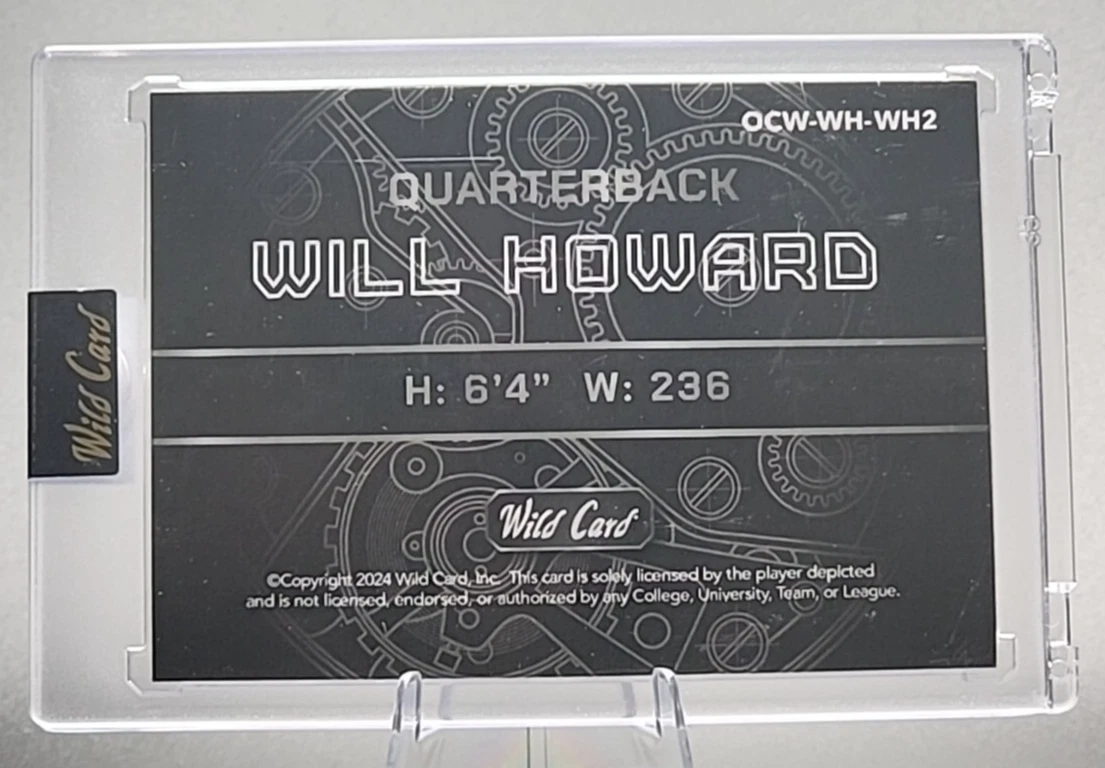 OCW-WH-WH2
QUARTERBACK
WILL HOWARD
H: 6'4" W: 236
Wild Card
Wild Card
©Copyright 2024 Wild Card, Inc. This card is solely licensed by the player depicted
and is not licensed, endorsed, or authorized by any College, University, Team, or League.